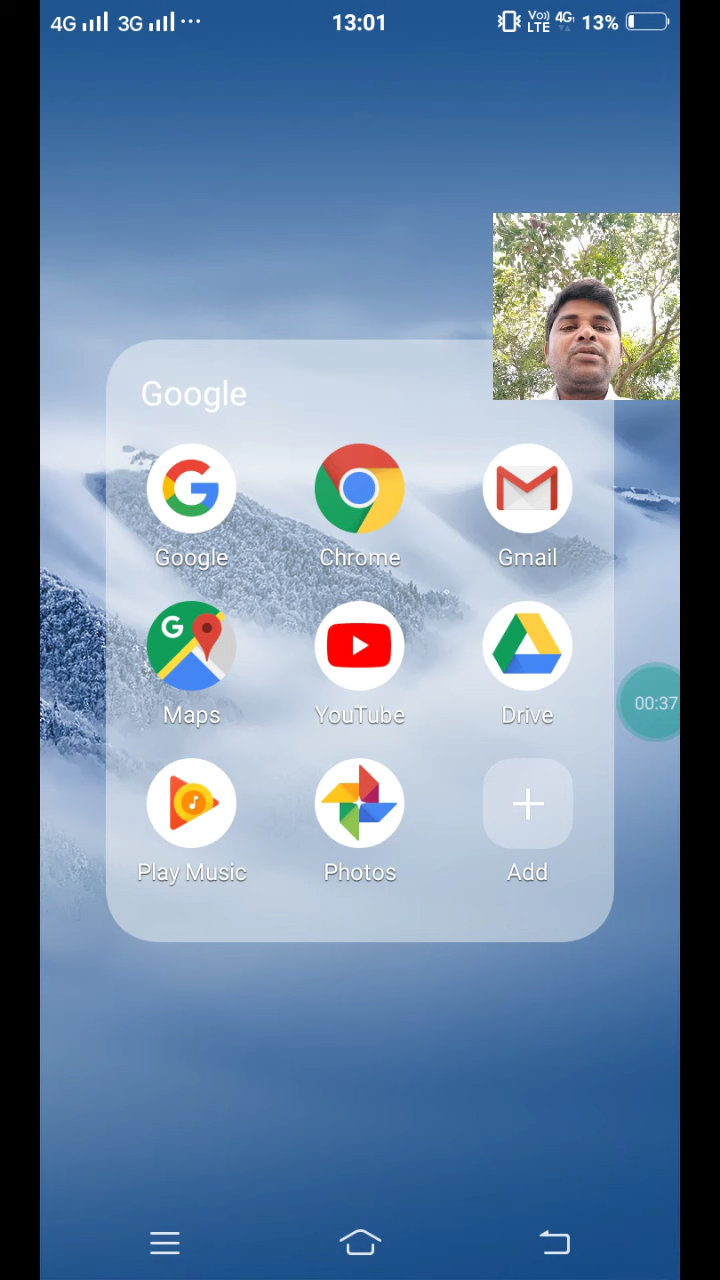 4G 3G ... 13:01 Vo)) LTE 4G 13%
Google
Google Chrome Gmail
G
Maps YouTube Drive
00:37
Play Music Photos Add